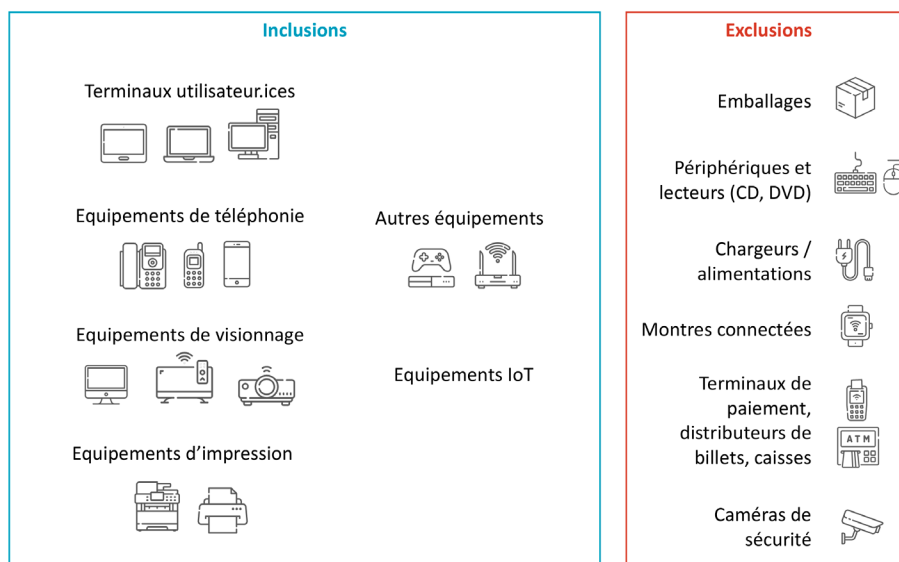 Inclusions
Terminaux utilisateur.ices
Equipements de téléphonie
Autres équipements
Equipements de visionnage
Equipements IoT
Equipements d’impression
Exclusions
Emballages
Périphériques et
lecteurs (CD, DVD)
Chargeurs /
alimentations
Montres connectées
Terminaux de
paiement,
distributeurs de
billets, caisses
ATM
Caméras de
sécurité